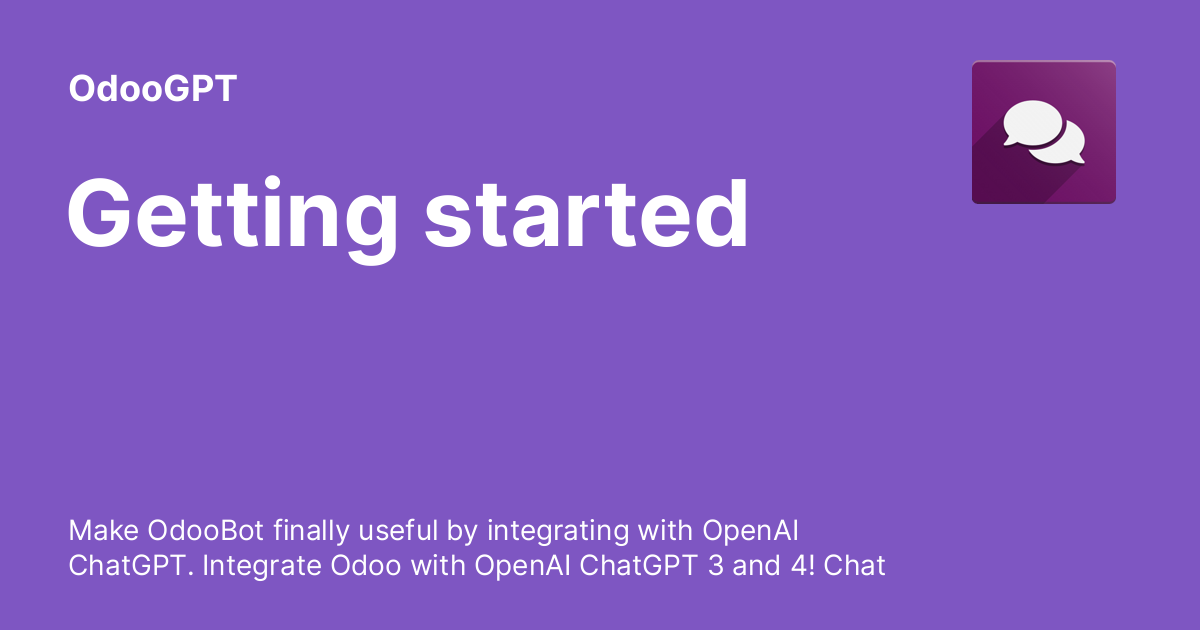 OdooGPT
Getting started
Make OdooBot finally useful by integrating with OpenAI
ChatGPT. Integrate Odoo with OpenAI ChatGPT 3 and 4! Chat